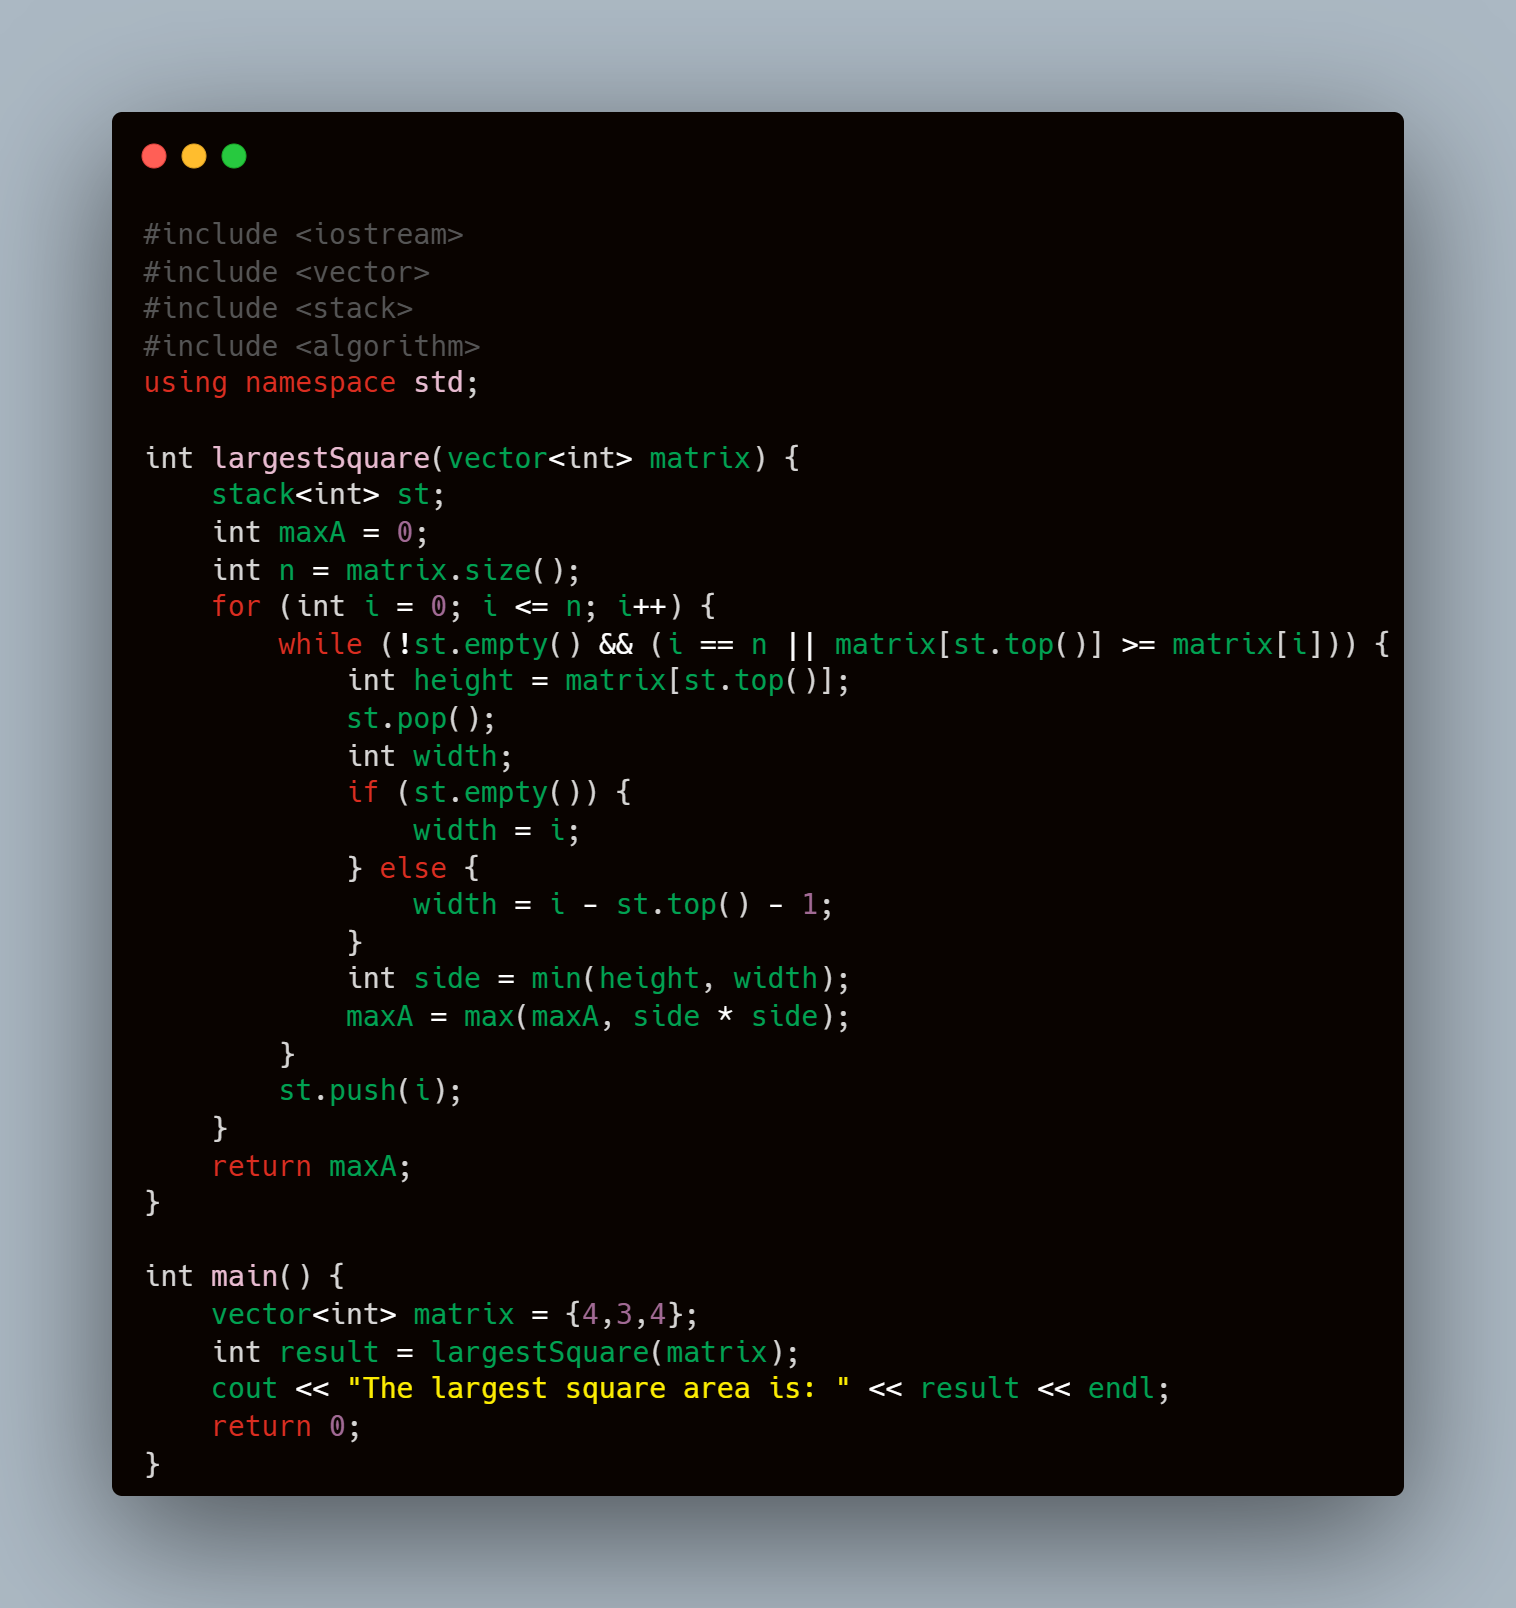 #include <iostream>
#include <vector>
#include <stack>
#include <algorithm>
using namespace std;

int largestSquare(vector<int> matrix) {
    stack<int> st;
    int maxA = 0;
    int n = matrix.size();
    for (int i = 0; i <= n; i++) {
        while (!st.empty() && (i == n || matrix[st.top()] >= matrix[i])) {
            int height = matrix[st.top()];
            st.pop();
            int width;
            if (st.empty()) {
                width = i;
            } else {
                width = i - st.top() - 1;
            }
            int side = min(height, width);
            maxA = max(maxA, side * side);
        }
        st.push(i);
    }
    return maxA;
}

int main() {
    vector<int> matrix = {4,3,4};
    int result = largestSquare(matrix);
    cout << "The largest square area is: " << result << endl;
    return 0;
}